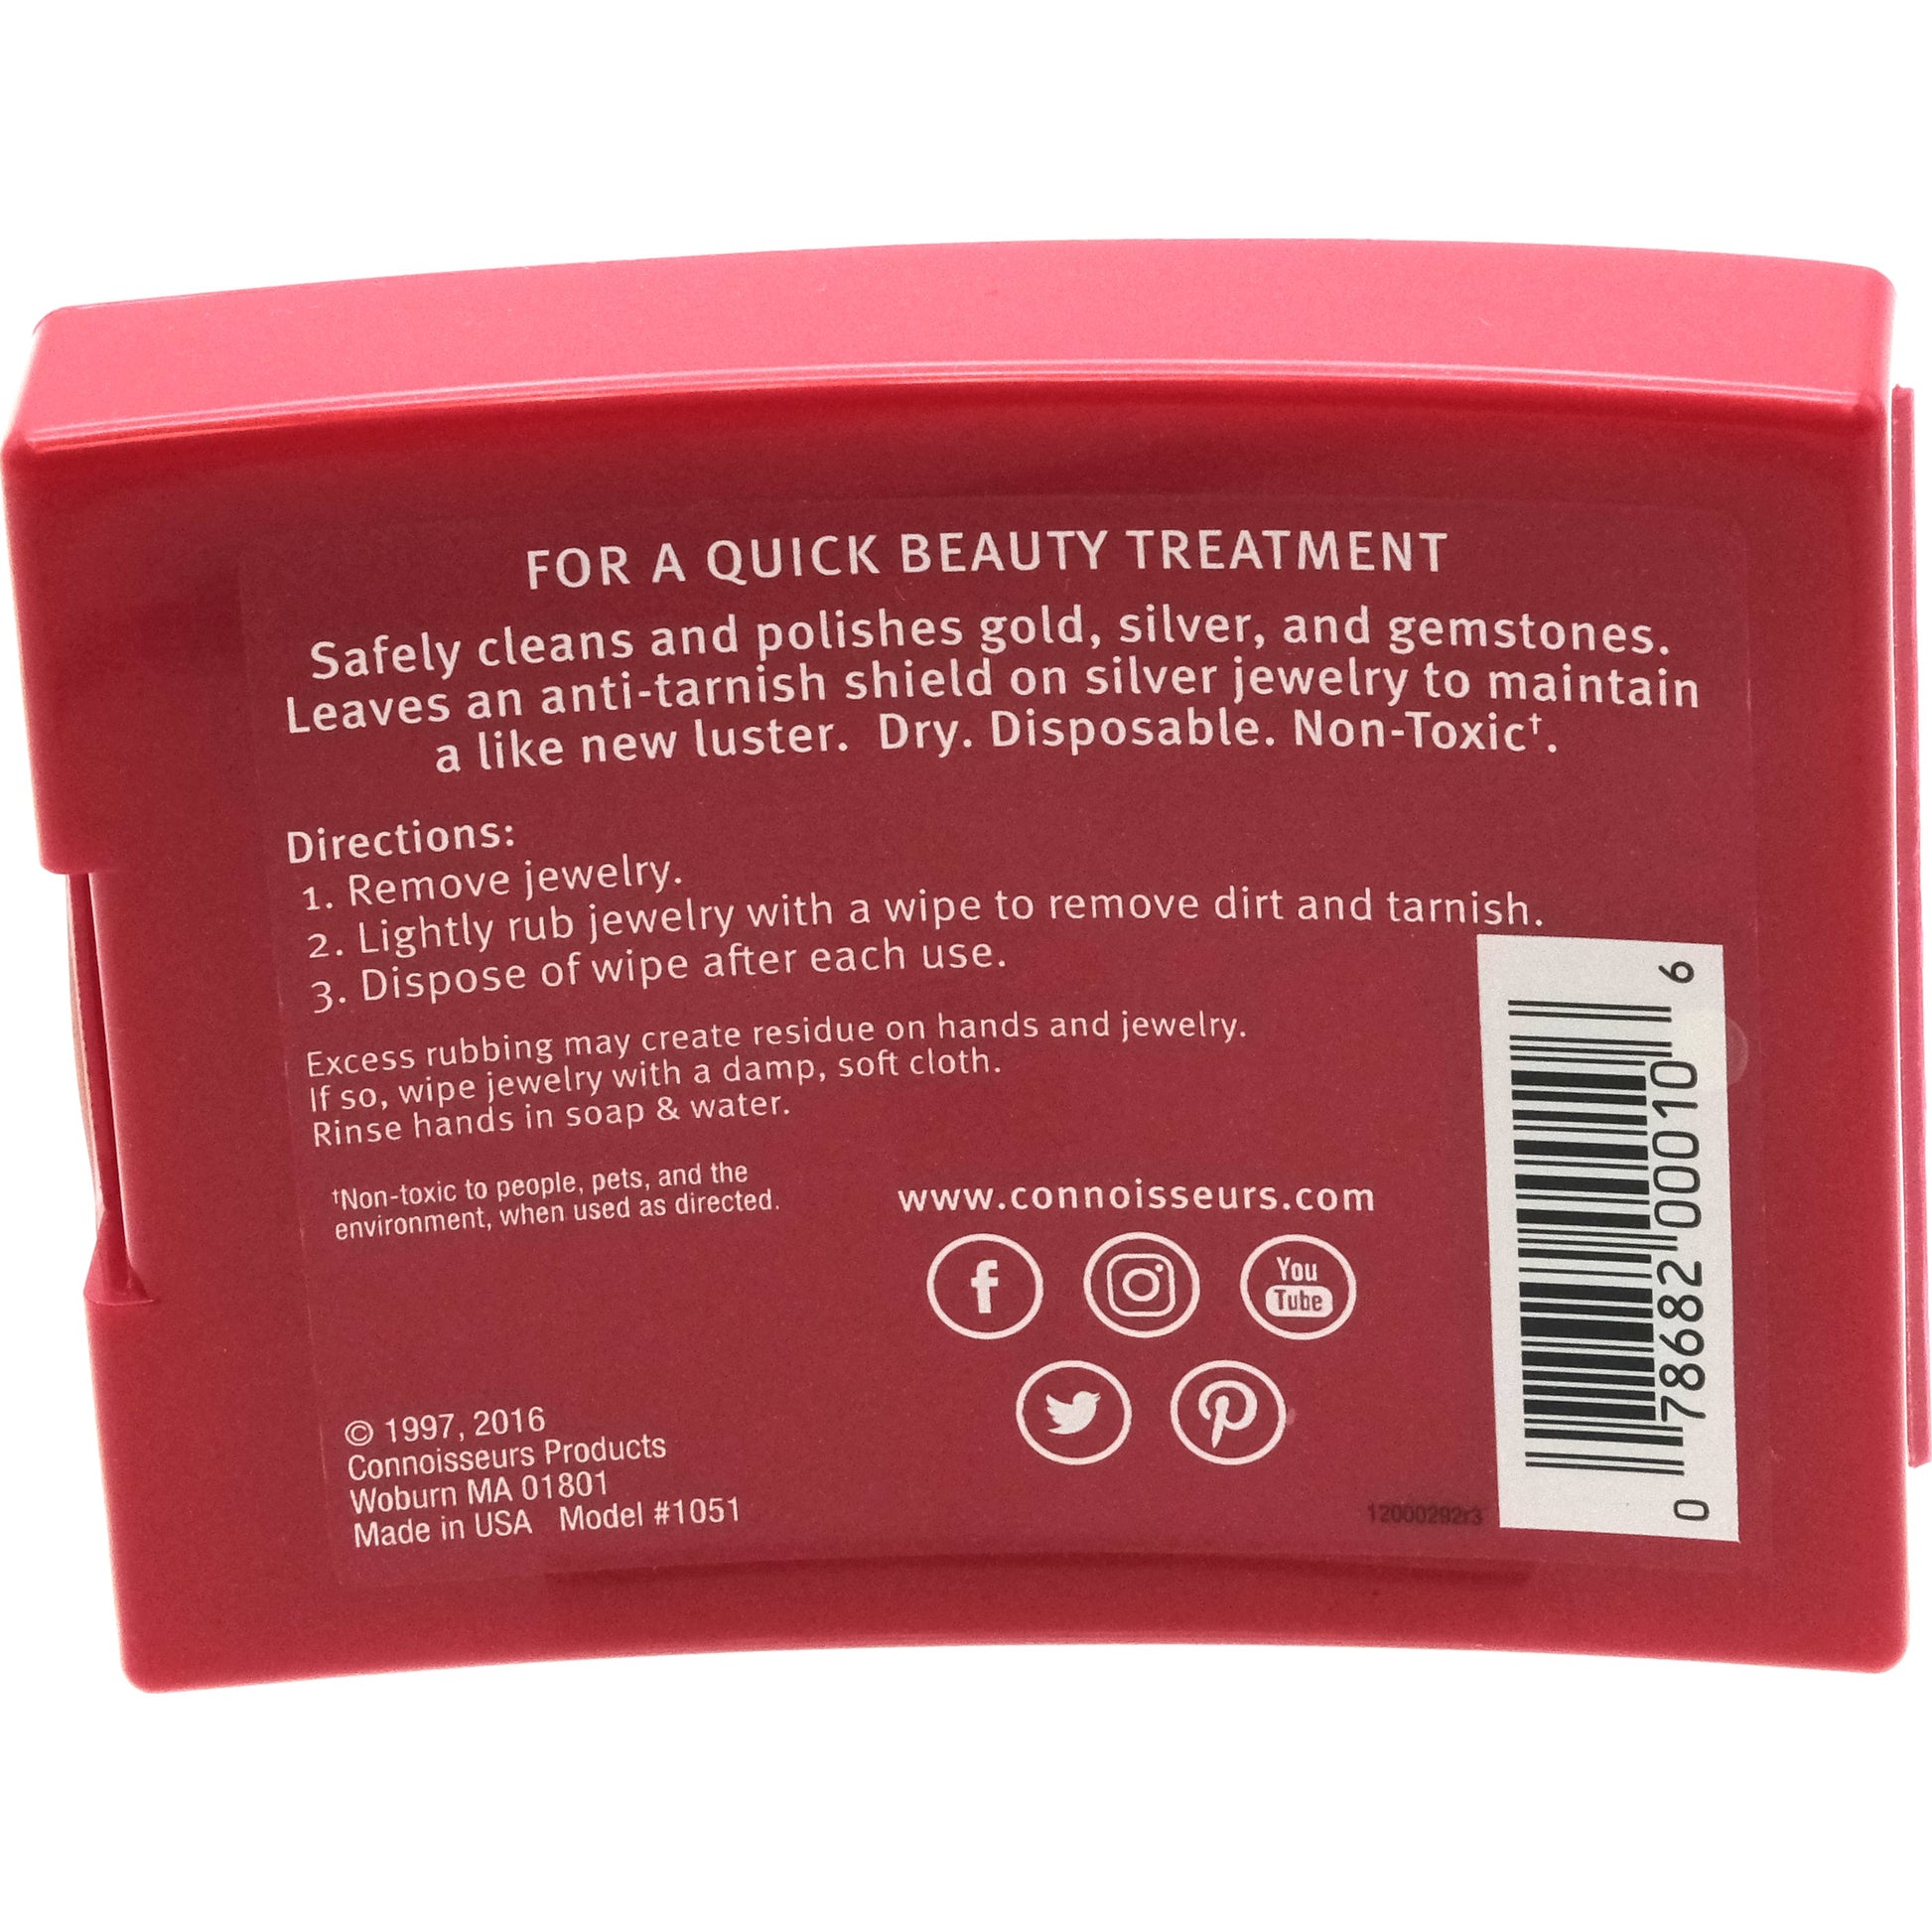 FOR A QUICK BEAUTY TREATMENT
Safely cleans and polishes gold, silver, and gemstones.
Leaves an anti-tarnish shield on silver jewelry to maintain
a like new luster. Dry. Disposable. Non-Toxic†.
Directions:
1. Remove jewelry.
2. Lightly rub jewelry with a wipe to remove dirt and tarnish.
3. Dispose of wipe after each use.
Excess rubbing may create residue on hands and jewelry.
If so, wipe jewelry with a damp, soft cloth.
Rinse hands in soap & water.
†Non-toxic to people, pets, and the
environment, when used as directed.
www.connoisseurs.com
You
Tube
© 1997, 2016
Connoisseurs Products
Woburn MA 01801
Made in USA Model #1051
12000292r3
0 78682 00010 6